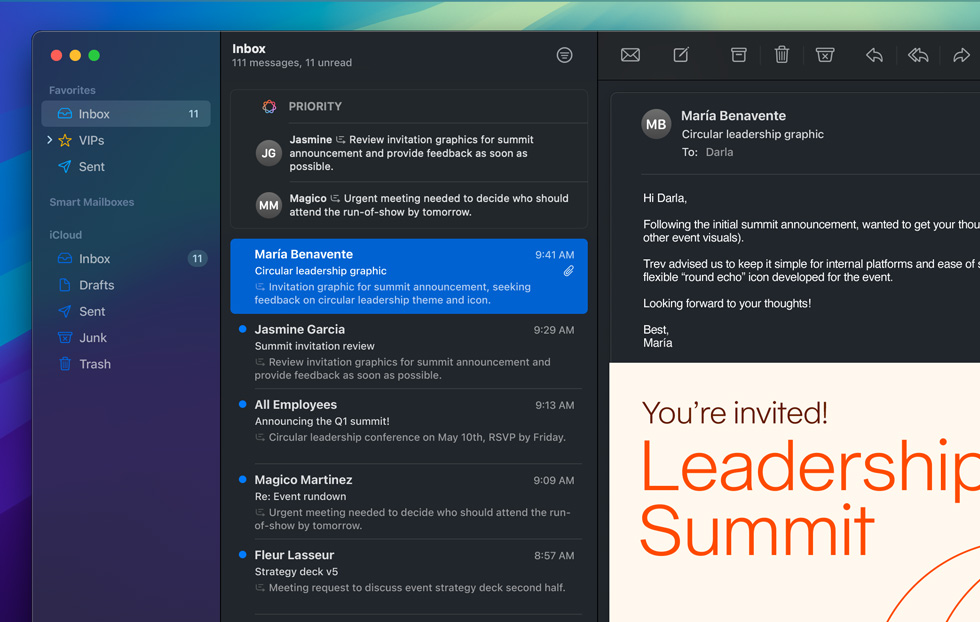 Favorites
Inbox 11
VIPs
Sent
Smart Mailboxes
iCloud
Inbox 11
Drafts
Sent
Junk
Trash
Inbox
111 messages, 11 unread
PRIORITY
JG
Jasmine Review invitation graphics for summit
announcement and provide feedback as soon as
possible.
MM
Magico Urgent meeting needed to decide who should
attend the run-of-show by tomorrow.
María Benavente 9:41 AM
Circular leadership graphic
Invitation graphic for summit announcement, seeking
feedback on circular leadership theme and icon.
Jasmine Garcia 9:29 AM
Summit invitation review
Review invitation graphics for summit announcement and
provide feedback as soon as possible.
All Employees 9:13 AM
Announcing the Q1 summit!
Circular leadership conference on May 10th, RSVP by Friday.
Magico Martinez 9:09 AM
Re: Event rundown
Urgent meeting needed to decide who should attend the run-
of-show by tomorrow.
Fleur Lasseur 8:57 AM
Strategy deck v5
Meeting request to discuss event strategy deck second half.
MB
María Benavente
Circular leadership graphic
To: Darla
Hi Darla,
Following the initial summit announcement, wanted to get your thou
other event visuals).
Trev advised us to keep it simple for internal platforms and ease of s
flexible “round echo” icon developed for the event.
Looking forward to your thoughts!
Best,
María
You’re invited!
Leadership
Summit